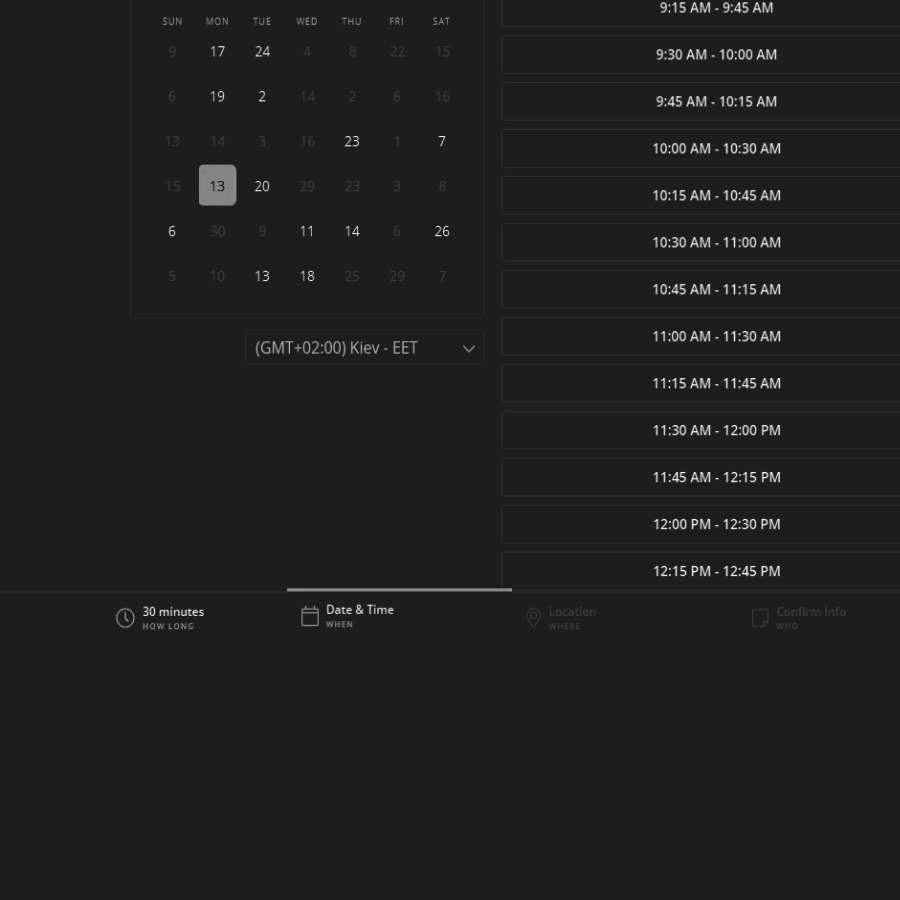 SUN MON TUE WED THU FRI SAT
9 17 24 4 8 22 15
6 19 2 14 2 6 16
13 14 3 16 23 1 7
15 13 20 29 23 3 8
6 30 9 11 14 6 26
5 10 13 18 25 29 7
(GMT+02:00) Kiev - EET
9:15 AM - 9:45 AM
9:30 AM - 10:00 AM
9:45 AM - 10:15 AM
10:00 AM - 10:30 AM
10:15 AM - 10:45 AM
10:30 AM - 11:00 AM
10:45 AM - 11:15 AM
11:00 AM - 11:30 AM
11:15 AM - 11:45 AM
11:30 AM - 12:00 PM
11:45 AM - 12:15 PM
12:00 PM - 12:30 PM
12:15 PM - 12:45 PM
30 minutes
HOW LONG
Date & Time
WHEN
Location
WHERE
Confirm Info
WHO